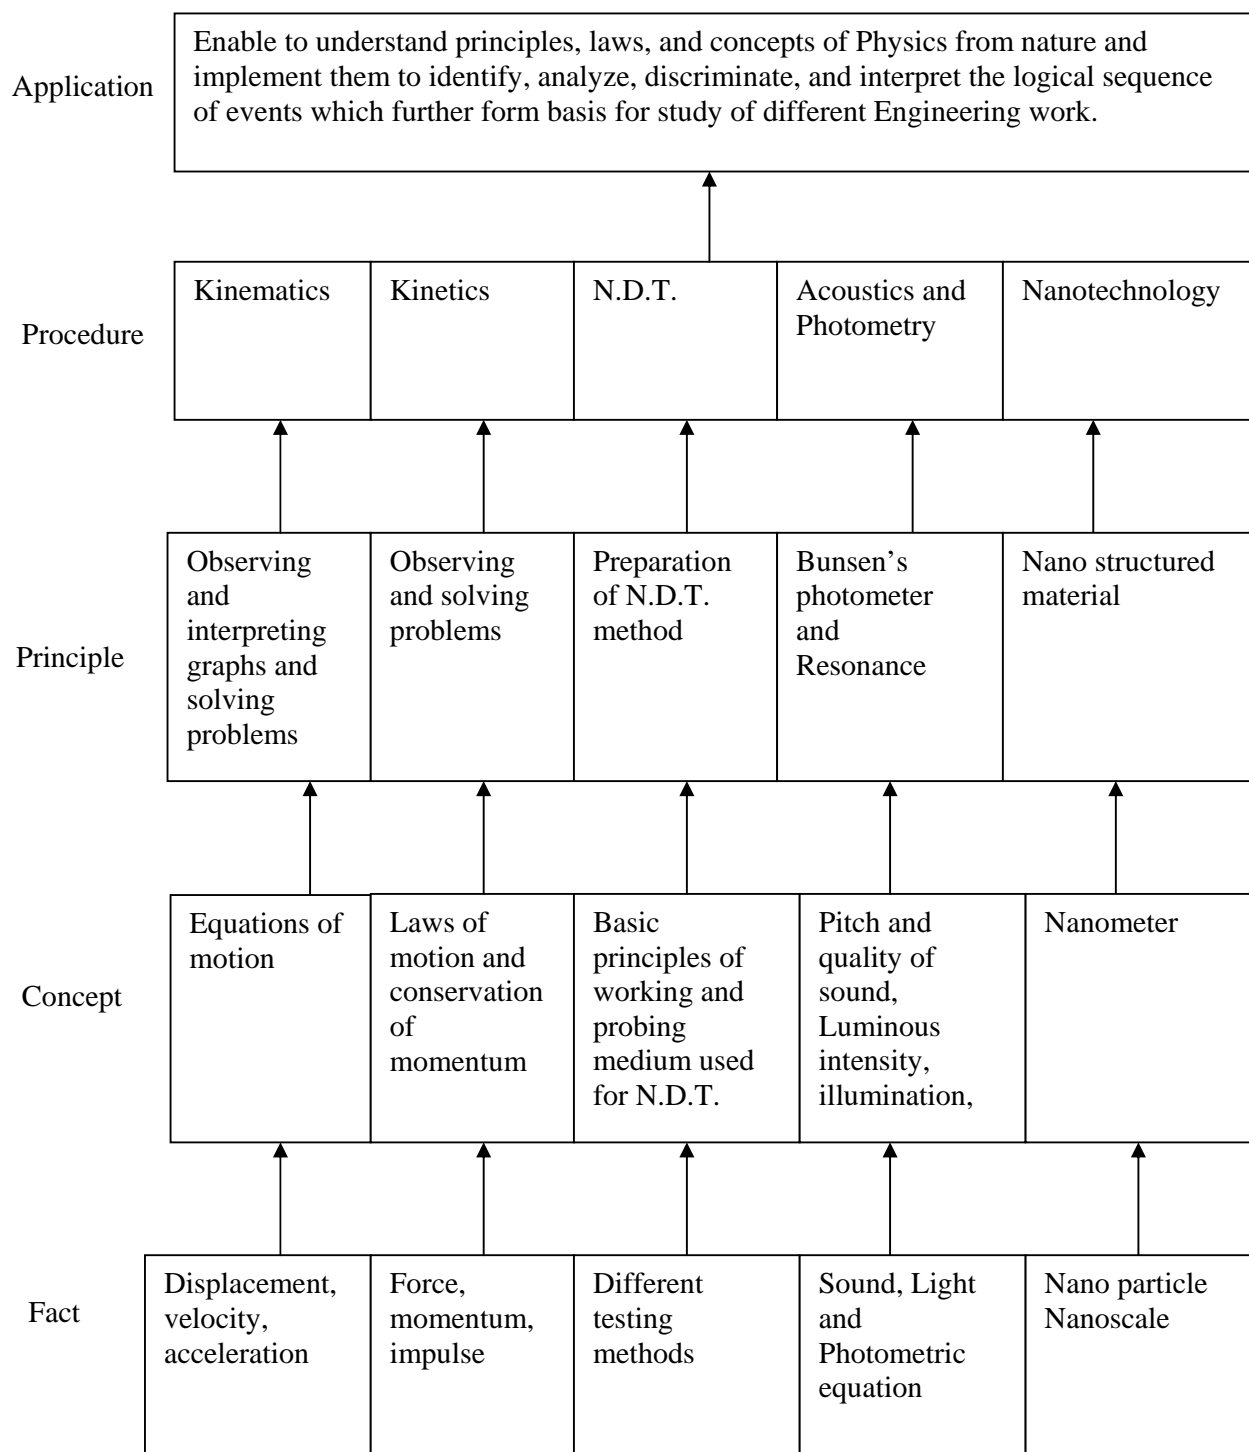 Application
Enable to understand principles, laws, and concepts of Physics from nature and
implement them to identify, analyze, discriminate, and interpret the logical sequence
of events which further form basis for study of different Engineering work.
Procedure
Kinematics
Kinetics
N.D.T.
Acoustics and
Photometry
Nanotechnology
Principle
Observing
and
interpreting
graphs and
solving
problems
Observing
and solving
problems
Preparation
of N.D.T.
method
Bunsen’s
photometer
and
Resonance
Nano structured
material
Concept
Equations of
motion
Laws of
motion and
conservation
of
momentum
Basic
principles of
working and
probing
medium used
for N.D.T.
Pitch and
quality of
sound,
Luminous
intensity,
illumination,
Nanometer
Fact
Displacement,
velocity,
acceleration
Force,
momentum,
impulse
Different
testing
methods
Sound, Light
and
Photometric
equation
Nano particle
Nanoscale